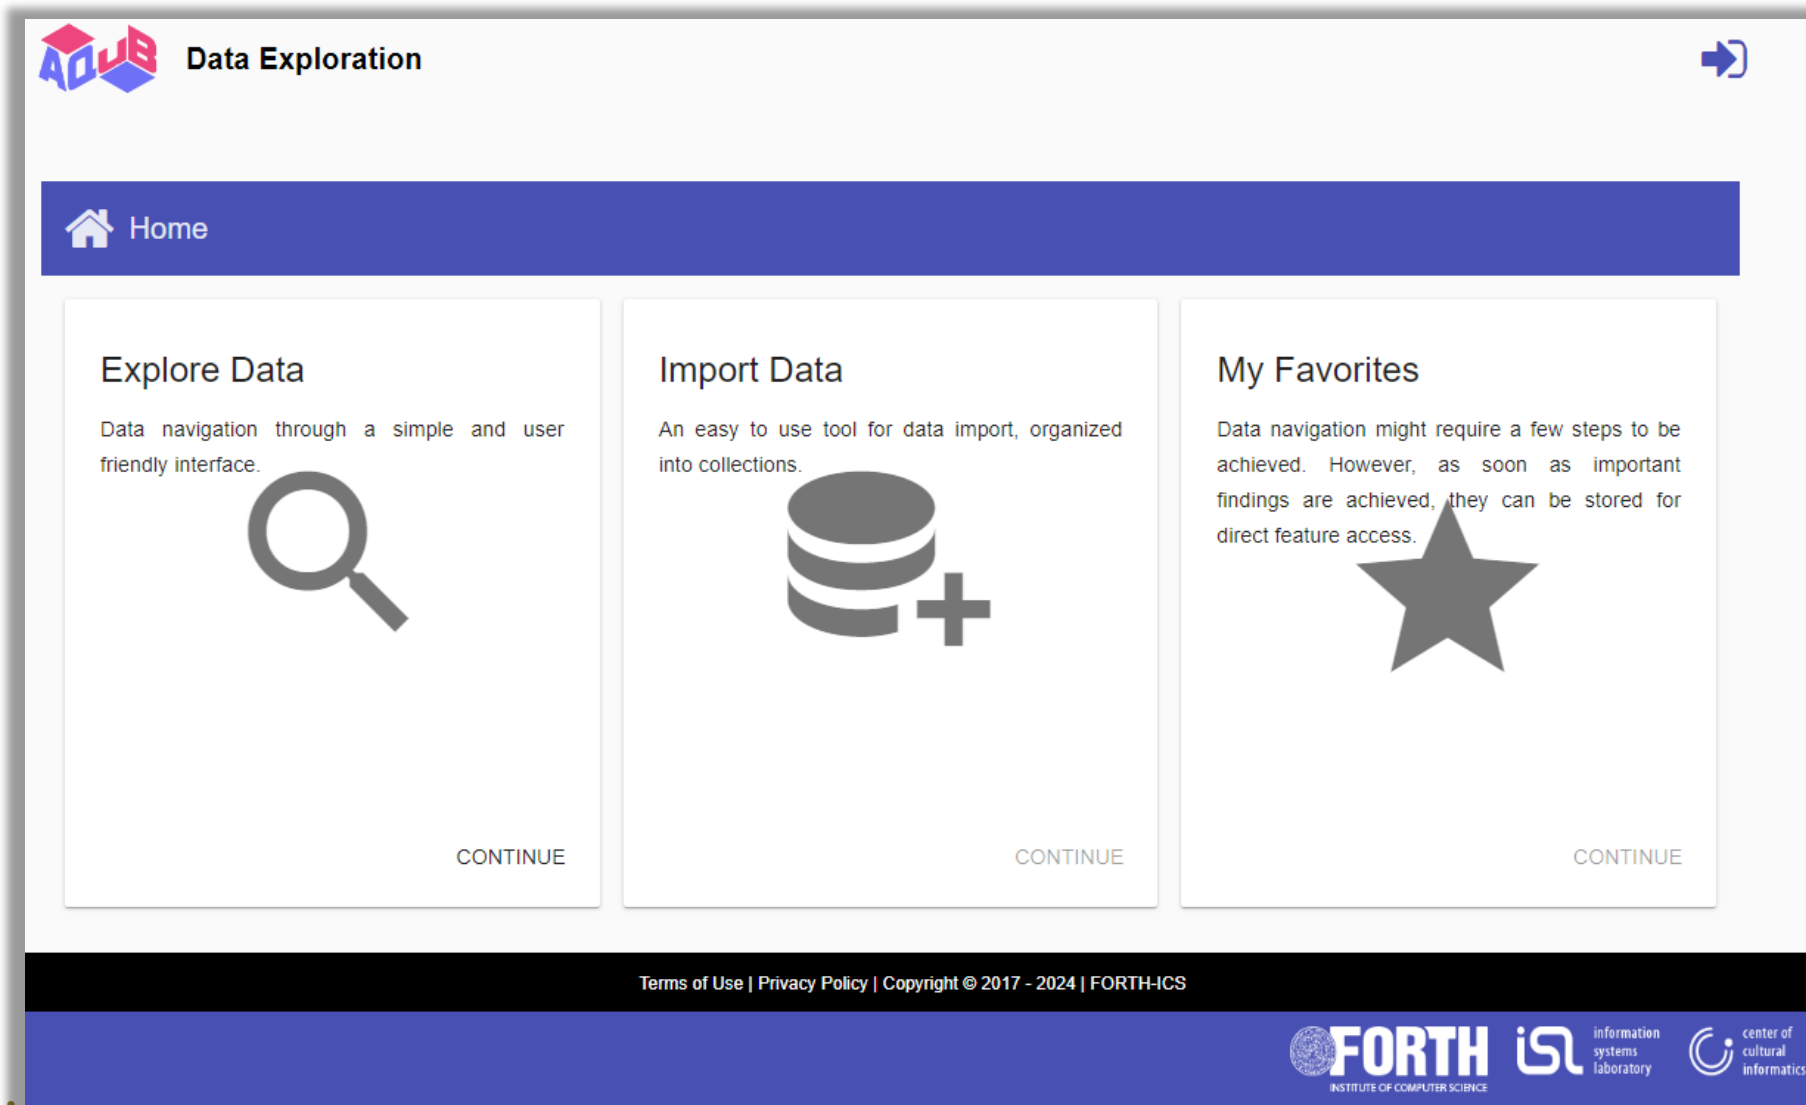 AQUB
Data Exploration
Home
Explore Data
Data navigation through a simple and user
friendly interface.
CONTINUE
Import Data
An easy to use tool for data import, organized
into collections.
CONTINUE
My Favorites
Data navigation might require a few steps to be
achieved. However, as soon as important
findings are achieved, they can be stored for
direct feature access.
CONTINUE
Terms of Use | Privacy Policy | Copyright © 2017 - 2024 | FORTH-ICS
FORTH
INSTITUTE OF COMPUTER SCIENCE
isl
information
systems
laboratory
center of
cultural
informatics